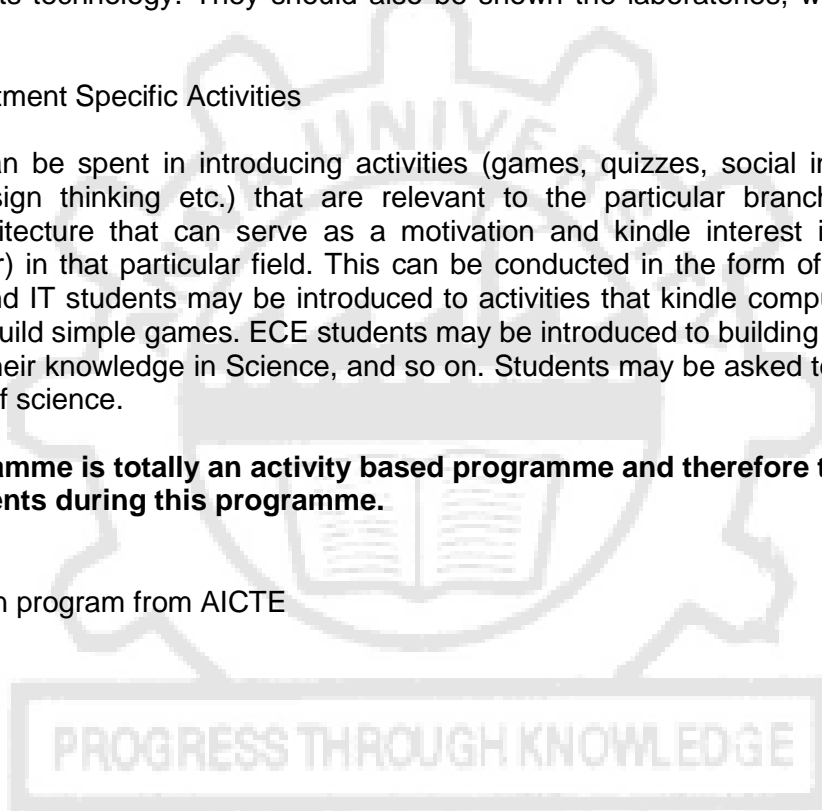 ts technology. They should also be shown the laboratories, w
tment Specific Activities
an be spent in introducing activities (games, quizzes, social in
sign thinking etc.) that are relevant to the particular branch
itecture that can serve as a motivation and kindle interest i
r) in that particular field. This can be conducted in the form of
nd IT students may be introduced to activities that kindle compu
uild simple games. ECE students may be introduced to building
heir knowledge in Science, and so on. Students may be asked to
f science.
amme is totally an activity based programme and therefore t
ents during this programme.
n program from AICTE
UNIVE
PROGRESS THROUGH KNOWLEDGE